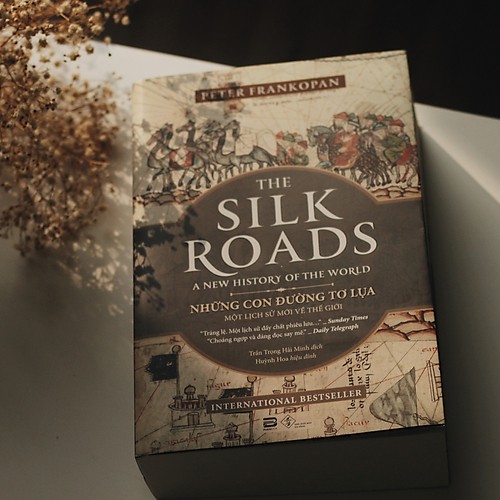 PETER FRANKOPAN
THE
SILK
ROADS
A NEW HISTORY OF THE WORLD
NHỮNG CON ĐƯỜNG TƠ LỤA
MỘT LỊCH SỬ MỚI VỀ THẾ GIỚI
"Tráng lệ. Một lịch sử đầy chất phiêu lưu..." _ Sunday Times
"Choáng ngợp và đáng đọc say mê." _ Daily Telegraph
Trần Trọng Hải Minh dịch
Huỳnh Hoa hiệu đính
INTERNATIONAL BESTSELLER